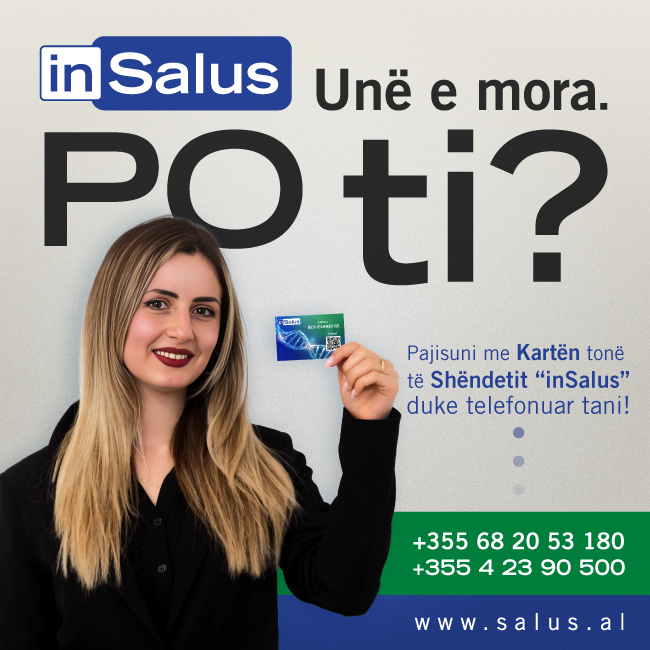 inSalus
Unë e mora.
PO ti?
inSalus
Pajisuni me Kartën tonë
të Shëndetit “inSalus”
duke telefonuar tani!
+355 68 20 53 180
+355 4 23 90 500
www.salus.al